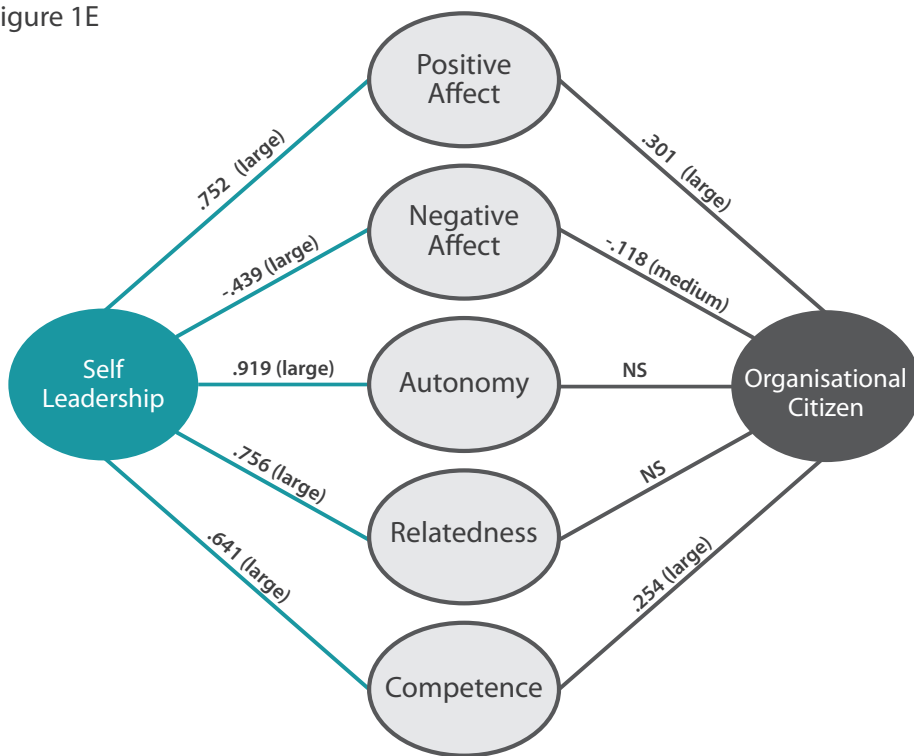 igure 1E
Positive
Affect
.752 (large)
.301 (large)
Negative
Affect
-.439 (large)
-.118 (medium)
Self
Leadership
.919 (large)
Autonomy
NS
Organisational
Citizen
.756 (large)
Relatedness
NS
.641 (large)
.254 (large)
Competence